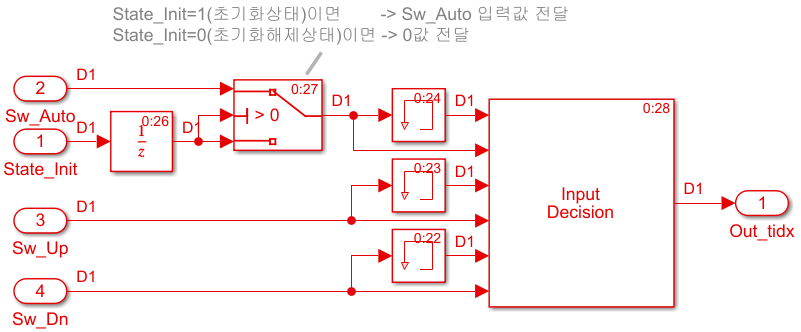 State_Init=1(초기화상태)이면 -> Sw_Auto 입력값 전달
State_Init=0(초기화해제상태)이면 -> 0값 전달
2
D1
Sw_Auto
1
D1
State_Init
0:26
1
z
D1
0:27
> 0
D1
0:24
D1
0:28
Input
Decision
D1
1
Out_tidx
3
D1
Sw_Up
0:23
D1
4
D1
Sw_Dn
0:22
D1